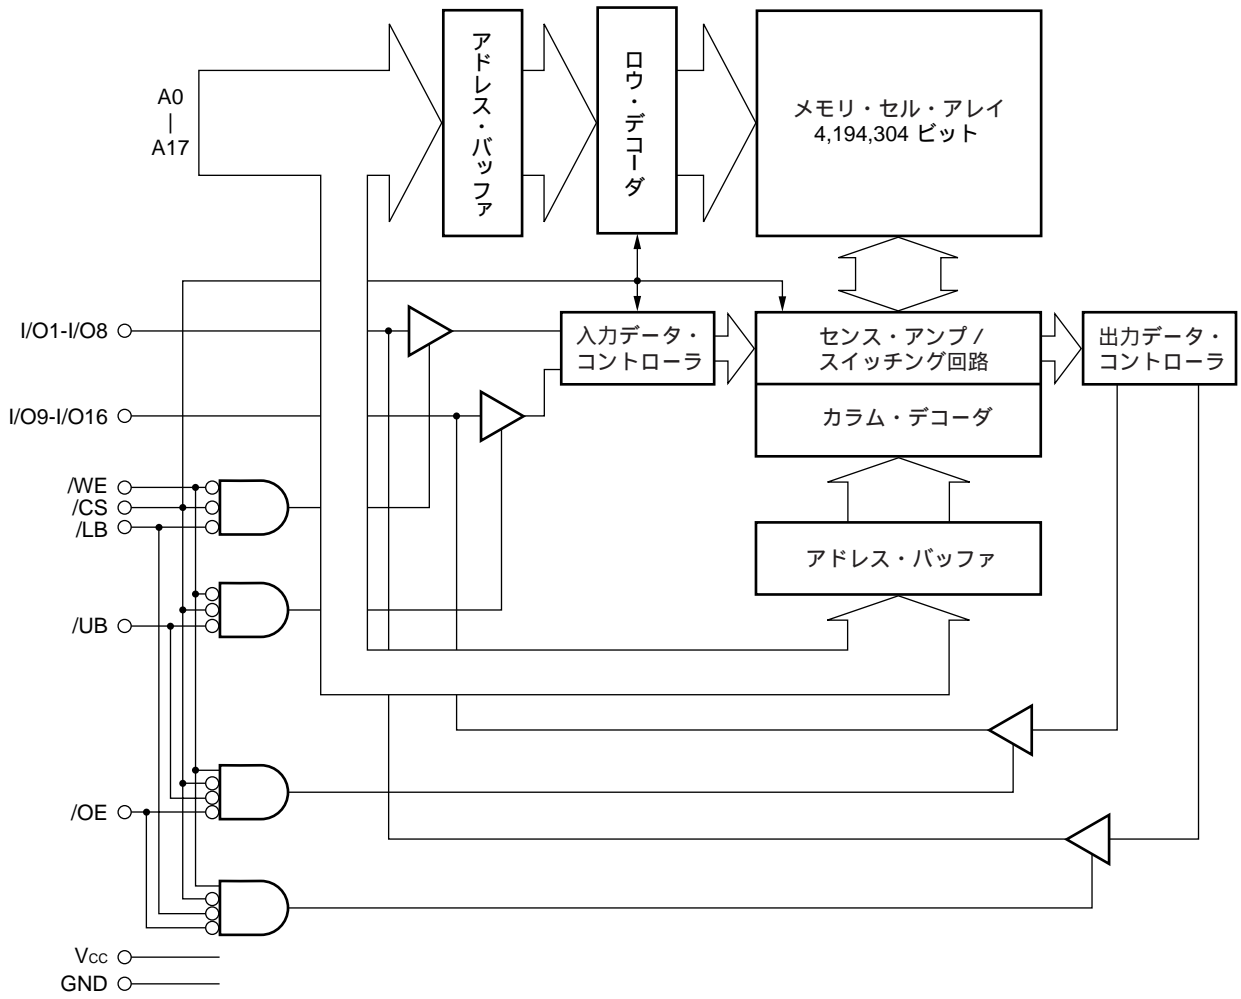 A0
|
A17
アドレス・バッファ
ロウ・デコーダ
メモリ・セル・アレイ
4,194,304 ビット
I/O1-I/O8
入力データ・
コントローラ
センス・アンプ /
スイッチング回路
出力データ・
コントローラ
I/O9-I/O16
カラム・デコーダ
/WE
/CS
/LB
アドレス・バッファ
/UB
/OE
VCC
GND